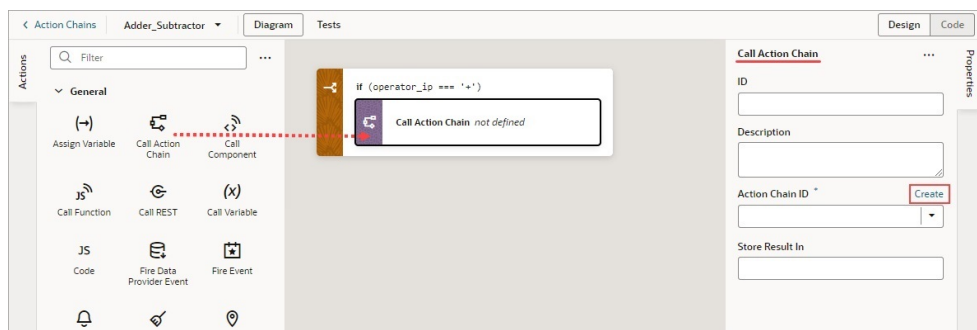 Action Chains
Adder_Subtractor
Diagram
Tests
Design
Code
Actions
Filter
...
General
Assign Variable
Call Action
Chain
Call
Component
JS
Call Function
Call REST
(x)
Call Variable
JS
Code
Fire Data
Provider Event
Fire Event
if (operator_ip === '+')
Call Action Chain not defined
Call Action Chain
...
Properties
ID
Description
Action Chain ID *
Create
Store Result In